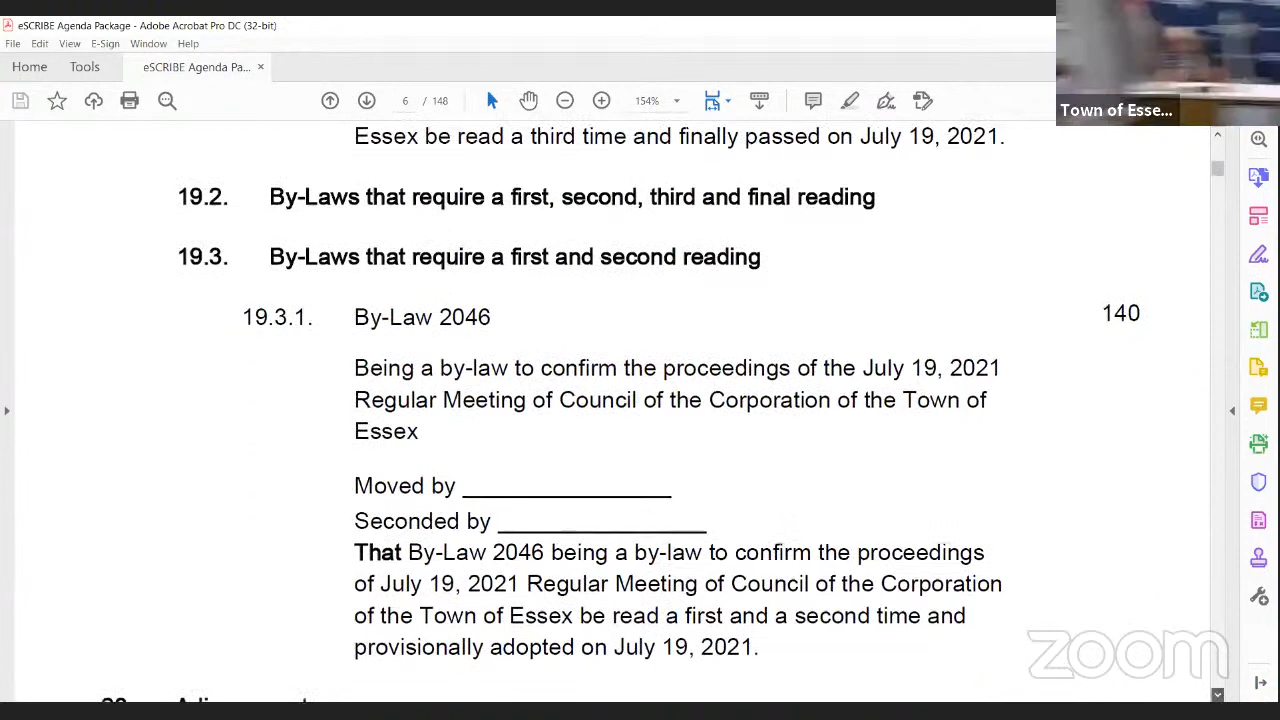 eSCRIBE Agenda Package - Adobe Acrobat Pro DC (32-bit)
File Edit View E-Sign Window Help
Home Tools eSCRIBE Agenda Pa... ×
6 / 148 154%
Town of Esse...
Essex be read a third time and finally passed on July 19, 2021.
19.2. By-Laws that require a first, second, third and final reading
19.3. By-Laws that require a first and second reading
19.3.1. By-Law 2046 140
Being a by-law to confirm the proceedings of the July 19, 2021
Regular Meeting of Council of the Corporation of the Town of
Essex
Moved by _________________
Seconded by _________________
That By-Law 2046 being a by-law to confirm the proceedings
of July 19, 2021 Regular Meeting of Council of the Corporation
of the Town of Essex be read a first and a second time and
provisionally adopted on July 19, 2021.
zoom